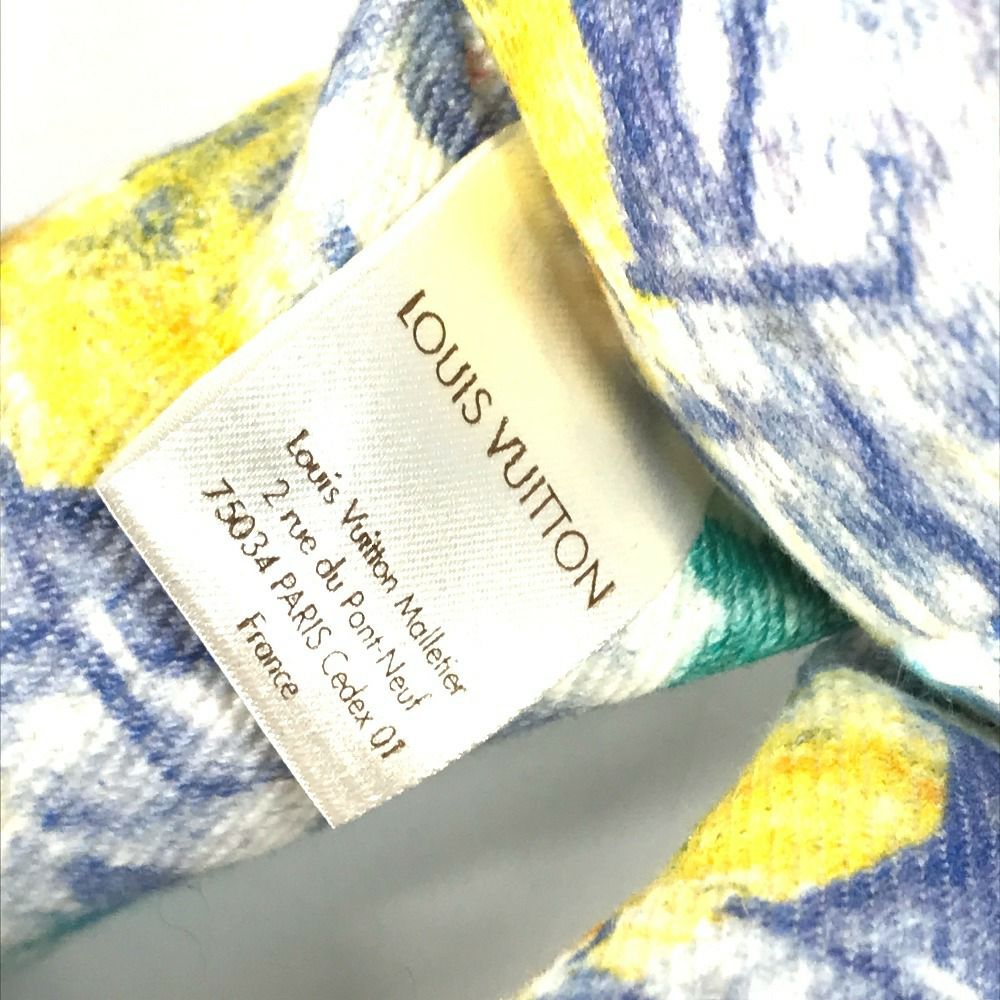 LOUIS VUITTON
Louis Vuitton Malletier
2 rue du Pont-Neuf
75034 PARIS Cedex 01
France